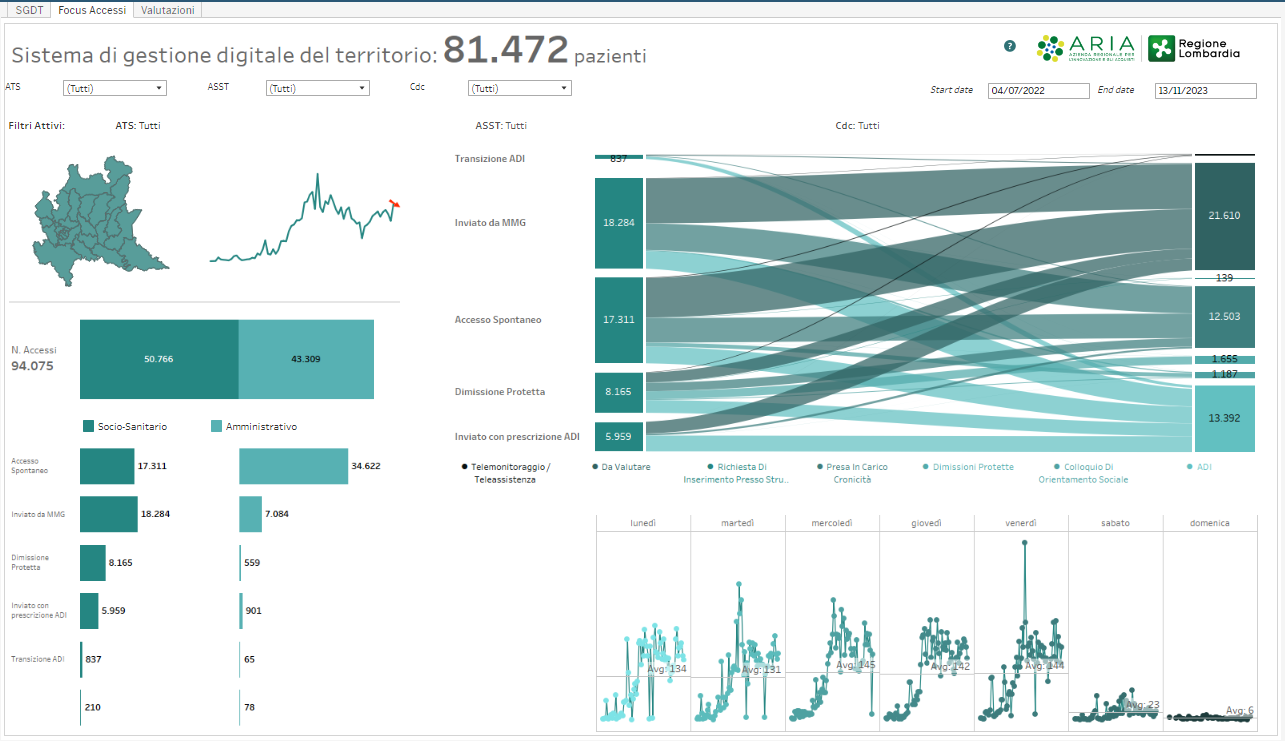 SGDT
Focus Accessi
Valutazioni
Sistema di gestione digitale del territorio: 81.472 pazienti
?
ARIA
AZIENDA REGIONALE PER
L'INNOVAZIONE E GLI ACQUISTI
Regione
Lombardia
ATS
(Tutti)
ASST
(Tutti)
Cdc
(Tutti)
Start date
04/07/2022
End date
13/11/2023
Filtri Attivi:
ATS: Tutti
ASST: Tutti
Cdc: Tutti
N. Accessi
94.075
50.766
43.309
Socio-Sanitario
Amministrativo
Accesso
Spontaneo
17.311
34.622
Inviato da MMG
18.284
7.084
Dimissione
Protetta
8.165
559
Inviato con
prescrizione ADI
5.959
901
Transizione ADI
837
65
210
78
Transizione ADI
837
Inviato da MMG
18.284
Accesso Spontaneo
17.311
Dimissione Protetta
8.165
Inviato con prescrizione ADI
5.959
21.610
139
12.503
1.655
1.187
13.392
Telemonitoraggio /
Teleassistenza
Da Valutare
Richiesta Di
Inserimento Presso Stru..
Presa In Carico
Cronicità
Dimissioni Protette
Colloquio Di
Orientamento Sociale
ADI
lunedì
martedì
mercoledì
giovedì
venerdì
sabato
domenica
Avg: 134
Avg: 131
Avg: 145
Avg: 142
Avg: 144
Avg: 23
Avg: 6